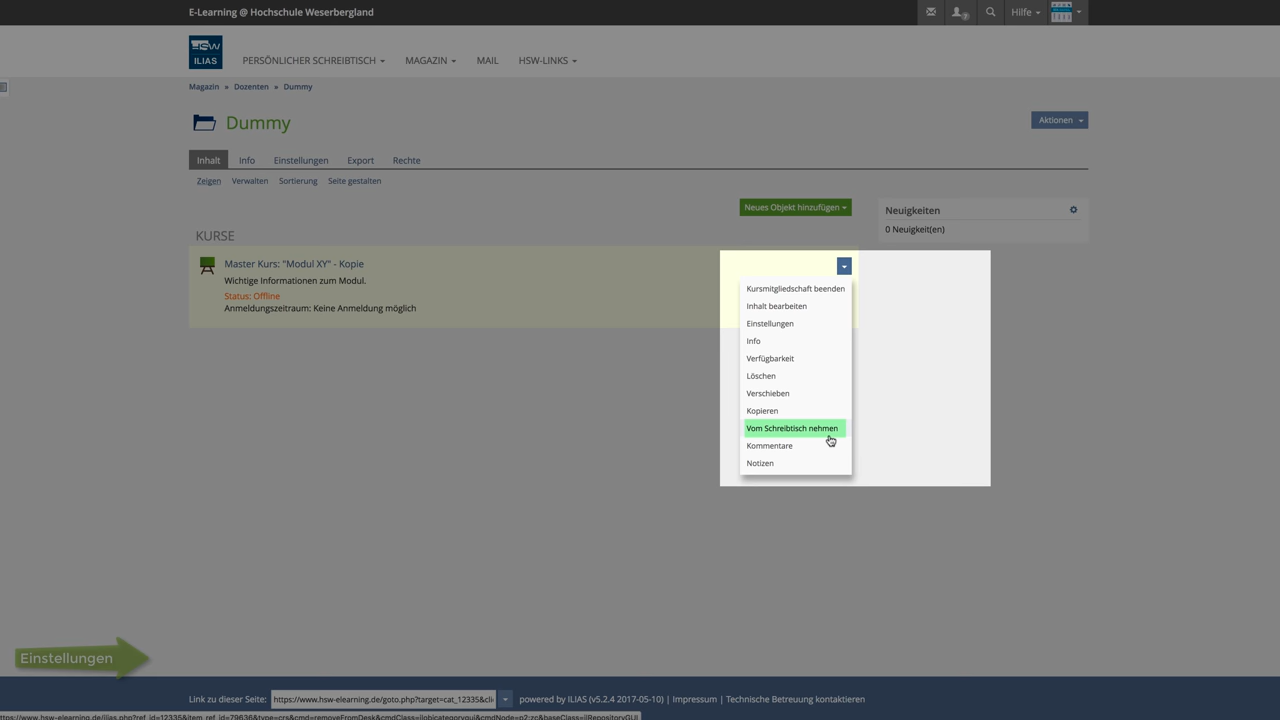 E-Learning @ Hochschule Weserbergland
Hilfe
HSW
ILIAS
PERSÖNLICHER SCHREIBTISCH
MAGAZIN
MAIL
HSW-LINKS
Magazin » Dozenten » Dummy
Dummy
Aktionen
Inhalt
Info
Einstellungen
Export
Rechte
Zeigen
Verwalten
Sortierung
Seite gestalten
Neues Objekt hinzufügen
Neuigkeiten
0 Neuigkeit(en)
KURSE
Master Kurs: "Modul XY" - Kopie
Wichtige Informationen zum Modul.
Status: Offline
Anmeldungszeitraum: Keine Anmeldung möglich
Kursmitgliedschaft beenden
Inhalt bearbeiten
Einstellungen
Info
Verfügbarkeit
Löschen
Verschieben
Kopieren
Vom Schreibtisch nehmen
Kommentare
Notizen
Einstellungen
Link zu dieser Seite: https://www.hsw-elearning.de/goto.php?target=cat_12335&cli powered by ILIAS (v5.2.4 2017-05-10) | Impressum | Technische Betreuung kontaktieren